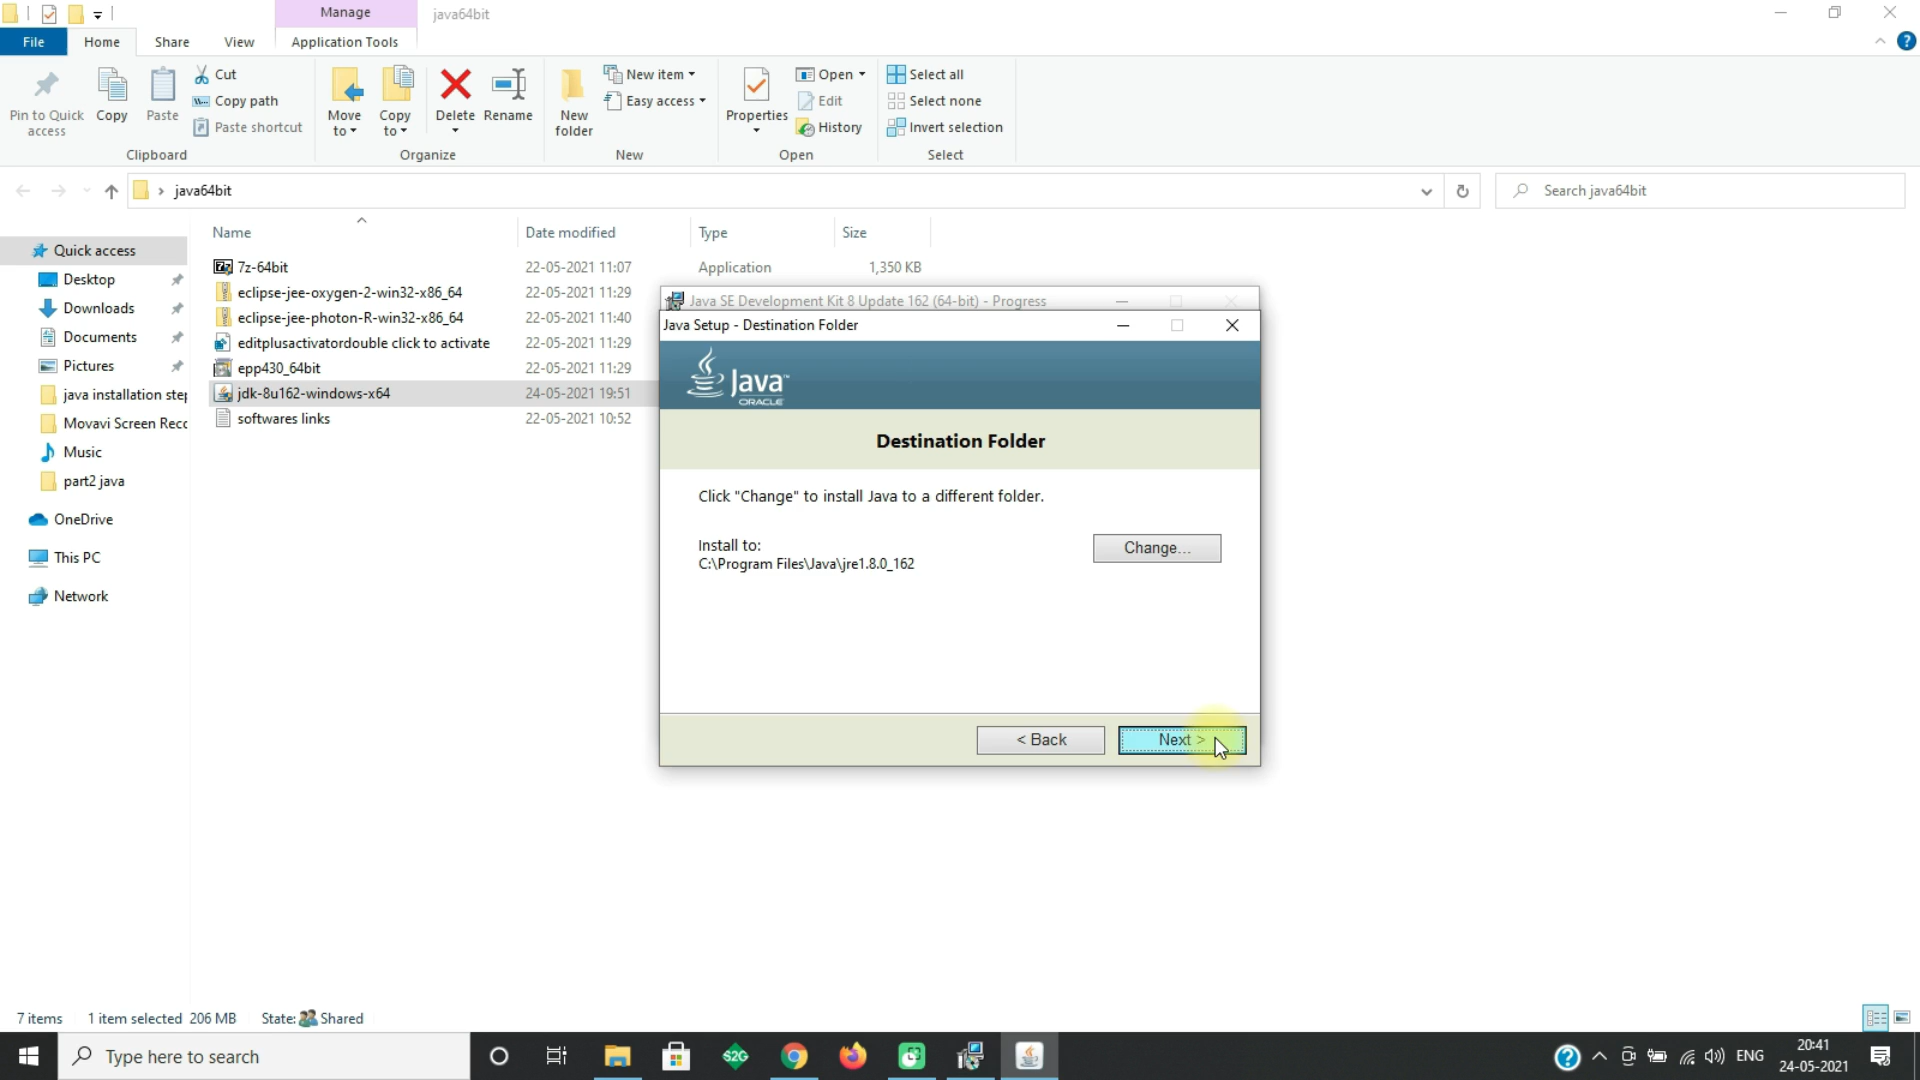 Manage
java64bit
File
Home
Share
View
Application Tools
Pin to Quick
access
Copy
Paste
Cut
Copy path
Paste shortcut
Clipboard
Move
to
Copy
to
Delete
Rename
Organize
New
folder
New item
Easy access
New
Properties
Open
Edit
History
Open
Select all
Select none
Invert selection
Select
java64bit
Search java64bit
Name
Date modified
Type
Size
Quick access
Desktop
Downloads
Documents
Pictures
java installation step
Movavi Screen Reco
Music
part2 java
OneDrive
This PC
Network
7z-64bit 22-05-2021 11:07 Application 1,350 KB
eclipse-jee-oxygen-2-win32-x86_64 22-05-2021 11:29
eclipse-jee-photon-R-win32-x86_64 22-05-2021 11:40
editplusactivatordouble click to activate 22-05-2021 11:29
epp430_64bit 22-05-2021 11:29
jdk-8u162-windows-x64 24-05-2021 19:51
softwares links 22-05-2021 10:52
Java SE Development Kit 8 Update 162 (64-bit) - Progress
Java Setup - Destination Folder
Java™
ORACLE
Destination Folder
Click "Change" to install Java to a different folder.
Install to:
C:\Program Files\Java\jre1.8.0_162
Change...
< Back
Next >
7 items 1 item selected 206 MB State: Shared
Type here to search
S2G
ENG
20:41
24-05-2021